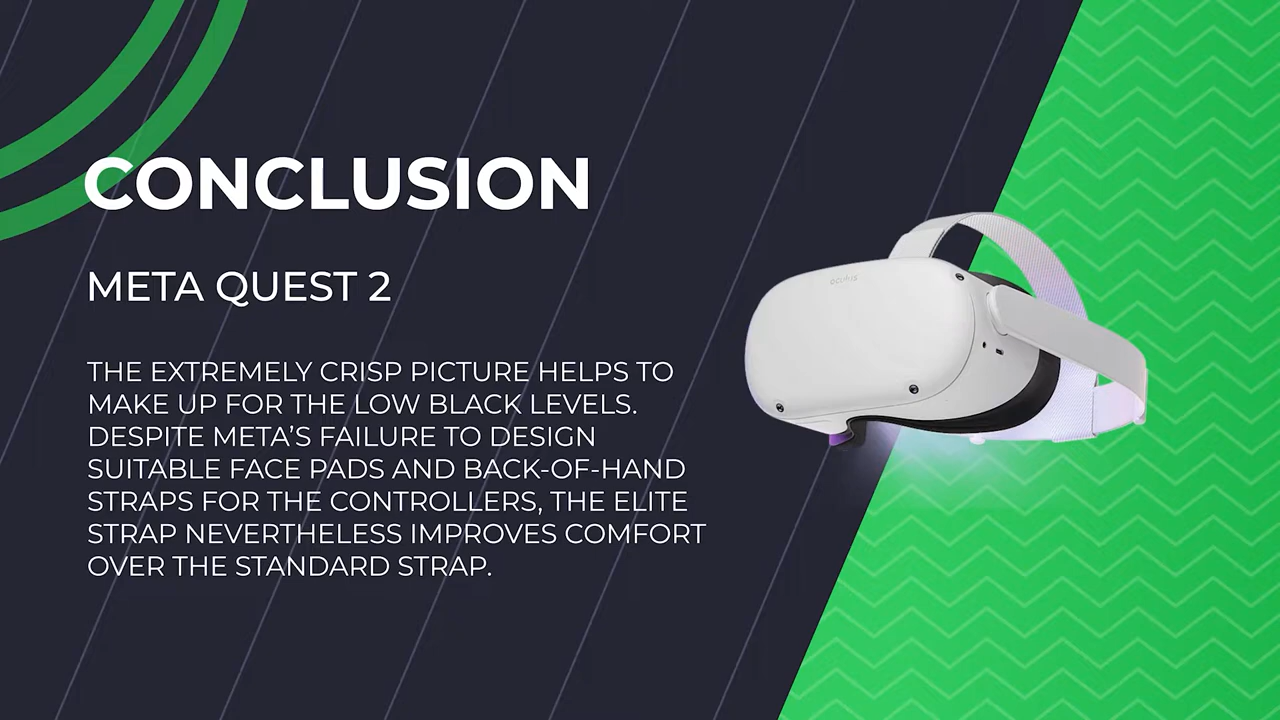 CONCLUSION
META QUEST 2
THE EXTREMELY CRISP PICTURE HELPS TO
MAKE UP FOR THE LOW BLACK LEVELS.
DESPITE META’S FAILURE TO DESIGN
SUITABLE FACE PADS AND BACK-OF-HAND
STRAPS FOR THE CONTROLLERS, THE ELITE
STRAP NEVERTHELESS IMPROVES COMFORT
OVER THE STANDARD STRAP.
oculus